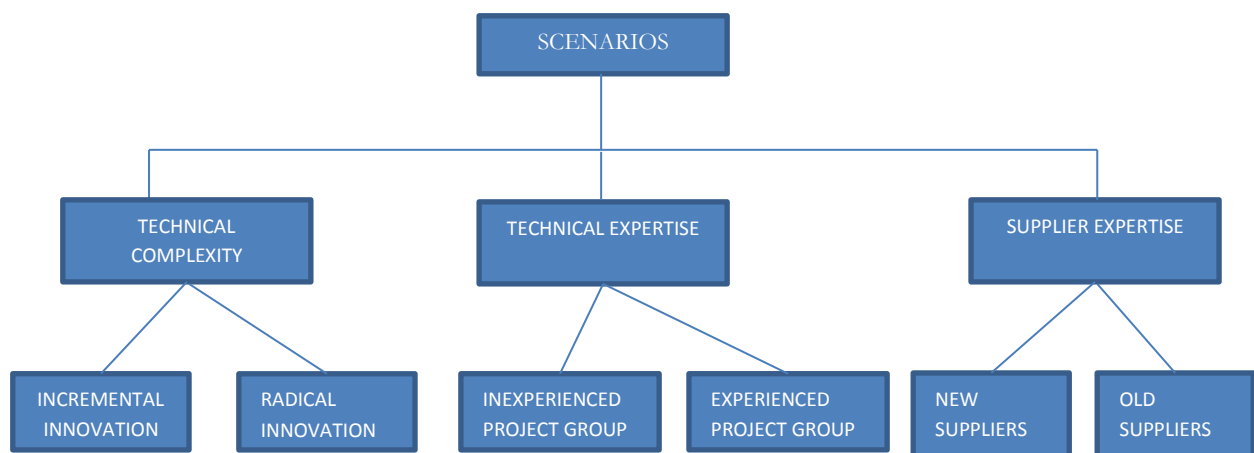 SCENARIOS
TECHNICAL
COMPLEXITY
TECHNICAL EXPERTISE
SUPPLIER EXPERTISE
INCREMENTAL
INNOVATION
RADICAL
INNOVATION
INEXPERIENCED
PROJECT GROUP
EXPERIENCED
PROJECT GROUP
NEW
SUPPLIERS
OLD
SUPPLIERS